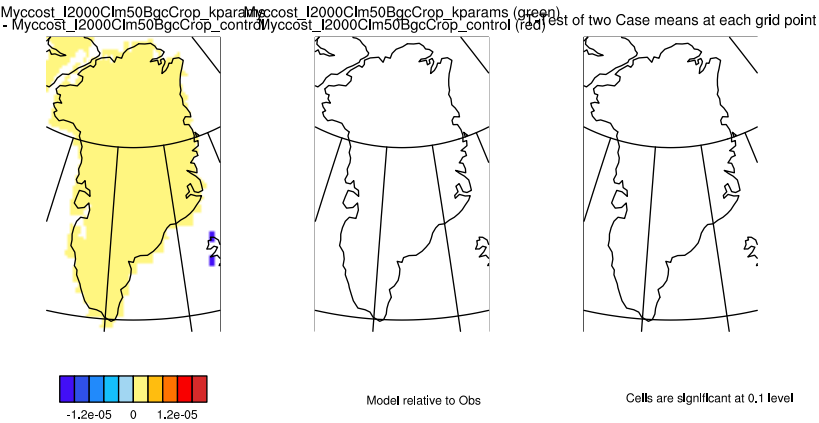 Myccost_I2000Clm50BgcCrop_kparams
- Myccost_I2000Clm50BgcCrop_control
Myccost_I2000Clm50BgcCrop_kparams (green)
Myccost_I2000Clm50BgcCrop_control (red)
T-Test of two Case means at each grid point
-1.2e-05 0 1.2e-05
Model relative to Obs
Cells are significant at 0.1 level